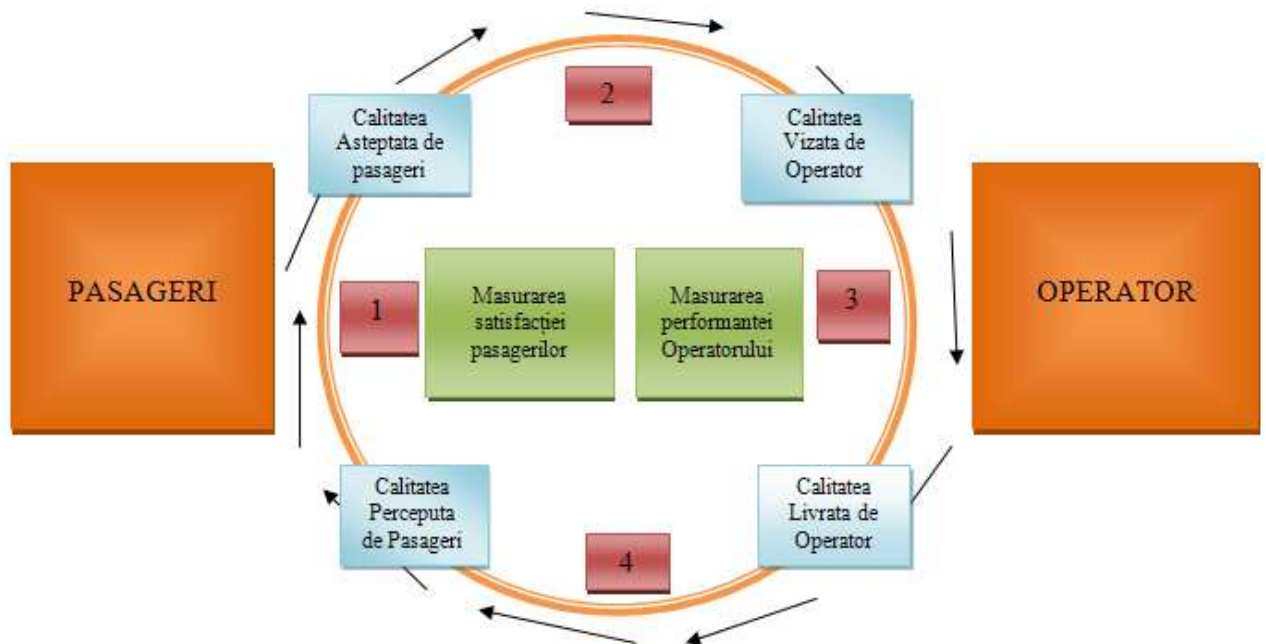 2
Calitatea
Asteptata de
pasageri
Calitatea
Vizata de
Operator
PASAGERI
1
Masurarea
satisfacției
pasagerilor
Masurarea
performantei
Operatorului
3
OPERATOR
Calitatea
Perceputa
de Pasageri
4
Calitatea
Livrata de
Operator